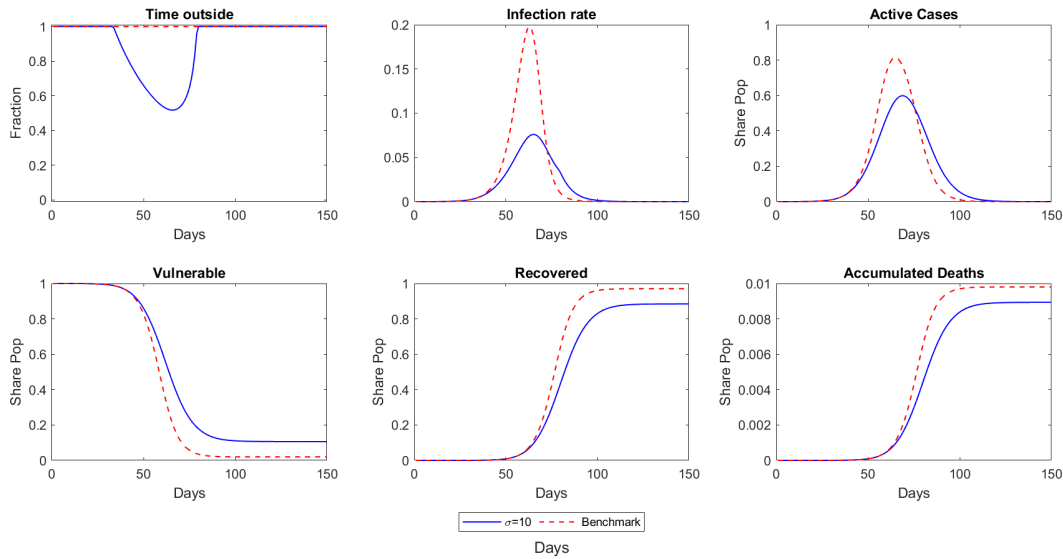 Time outside
Fraction
1
0.8
0.6
0.4
0.2
0
0
50
100
150
Days
Infection rate
0.2
0.15
0.1
0.05
0
0
50
100
150
Days
Active Cases
Share Pop
1
0.8
0.6
0.4
0.2
0
0
50
100
150
Days
Vulnerable
Share Pop
1
0.8
0.6
0.4
0.2
0
0
50
100
150
Days
Recovered
Share Pop
1
0.8
0.6
0.4
0.2
0
0
50
100
150
Days
Accumulated Deaths
Share Pop
0.01
0.008
0.006
0.004
0.002
0
0
50
100
150
Days
σ=10
Benchmark
Days